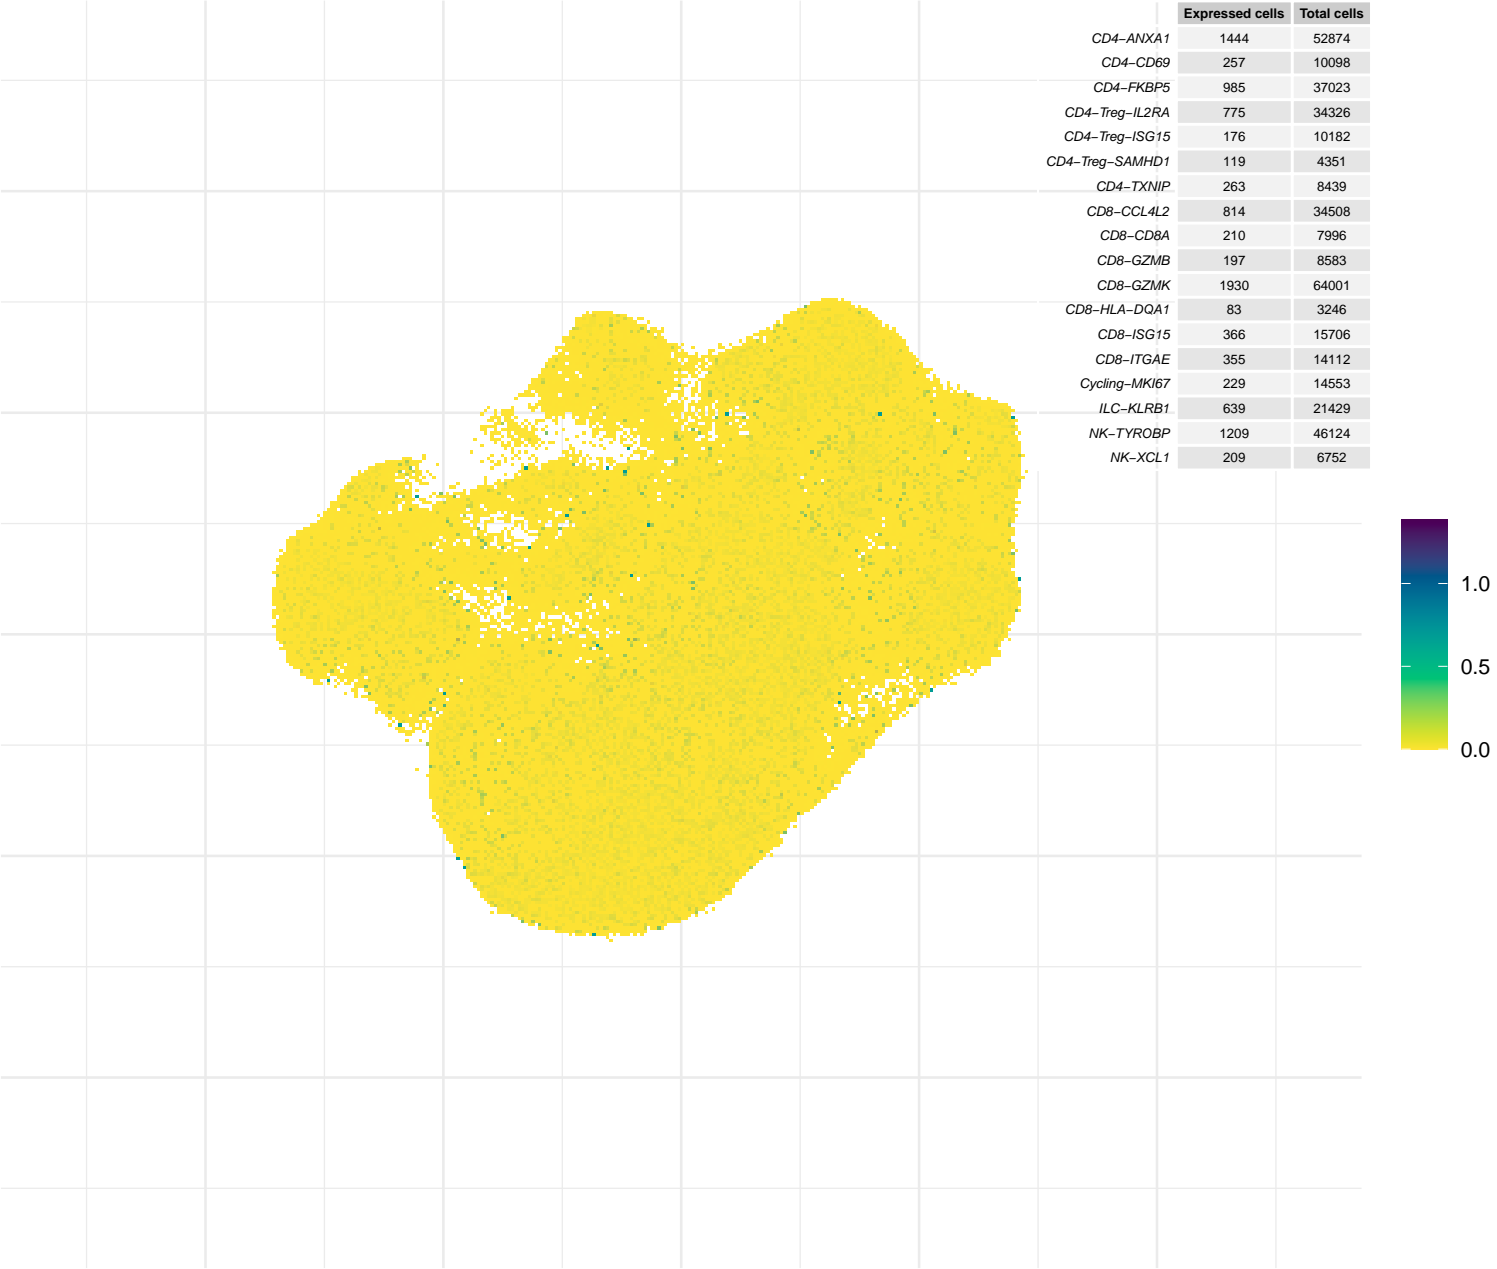 Expressed cells Total cells
CD4−ANXA1 1444 52874
CD4−CD69 257 10098
CD4−FKBP5 985 37023
CD4−Treg−IL2RA 775 34326
CD4−Treg−ISG15 176 10182
CD4−Treg−SAMHD1 119 4351
CD4−TXNIP 263 8439
CD8−CCL4L2 814 34508
CD8−CD8A 210 7996
CD8−GZMB 197 8583
CD8−GZMK 1930 64001
CD8−HLA−DQA1 83 3246
CD8−ISG15 366 15706
CD8−ITGAE 355 14112
Cycling−MKI67 229 14553
ILC−KLRB1 639 21429
NK−TYROBP 1209 46124
NK−XCL1 209 6752
1.0
0.5
0.0